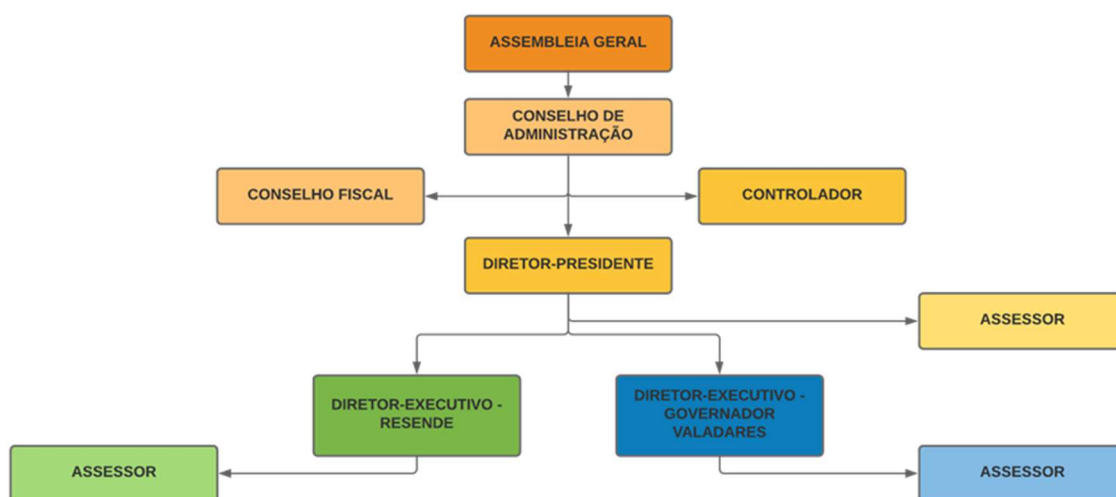 ASSEMBLEIA GERAL
CONSELHO DE
ADMINISTRAÇÃO
CONSELHO FISCAL
CONTROLADOR
DIRETOR-PRESIDENTE
ASSESSOR
DIRETOR-EXECUTIVO -
RESENDE
DIRETOR-EXECUTIVO -
GOVERNADOR
VALADARES
ASSESSOR
ASSESSOR